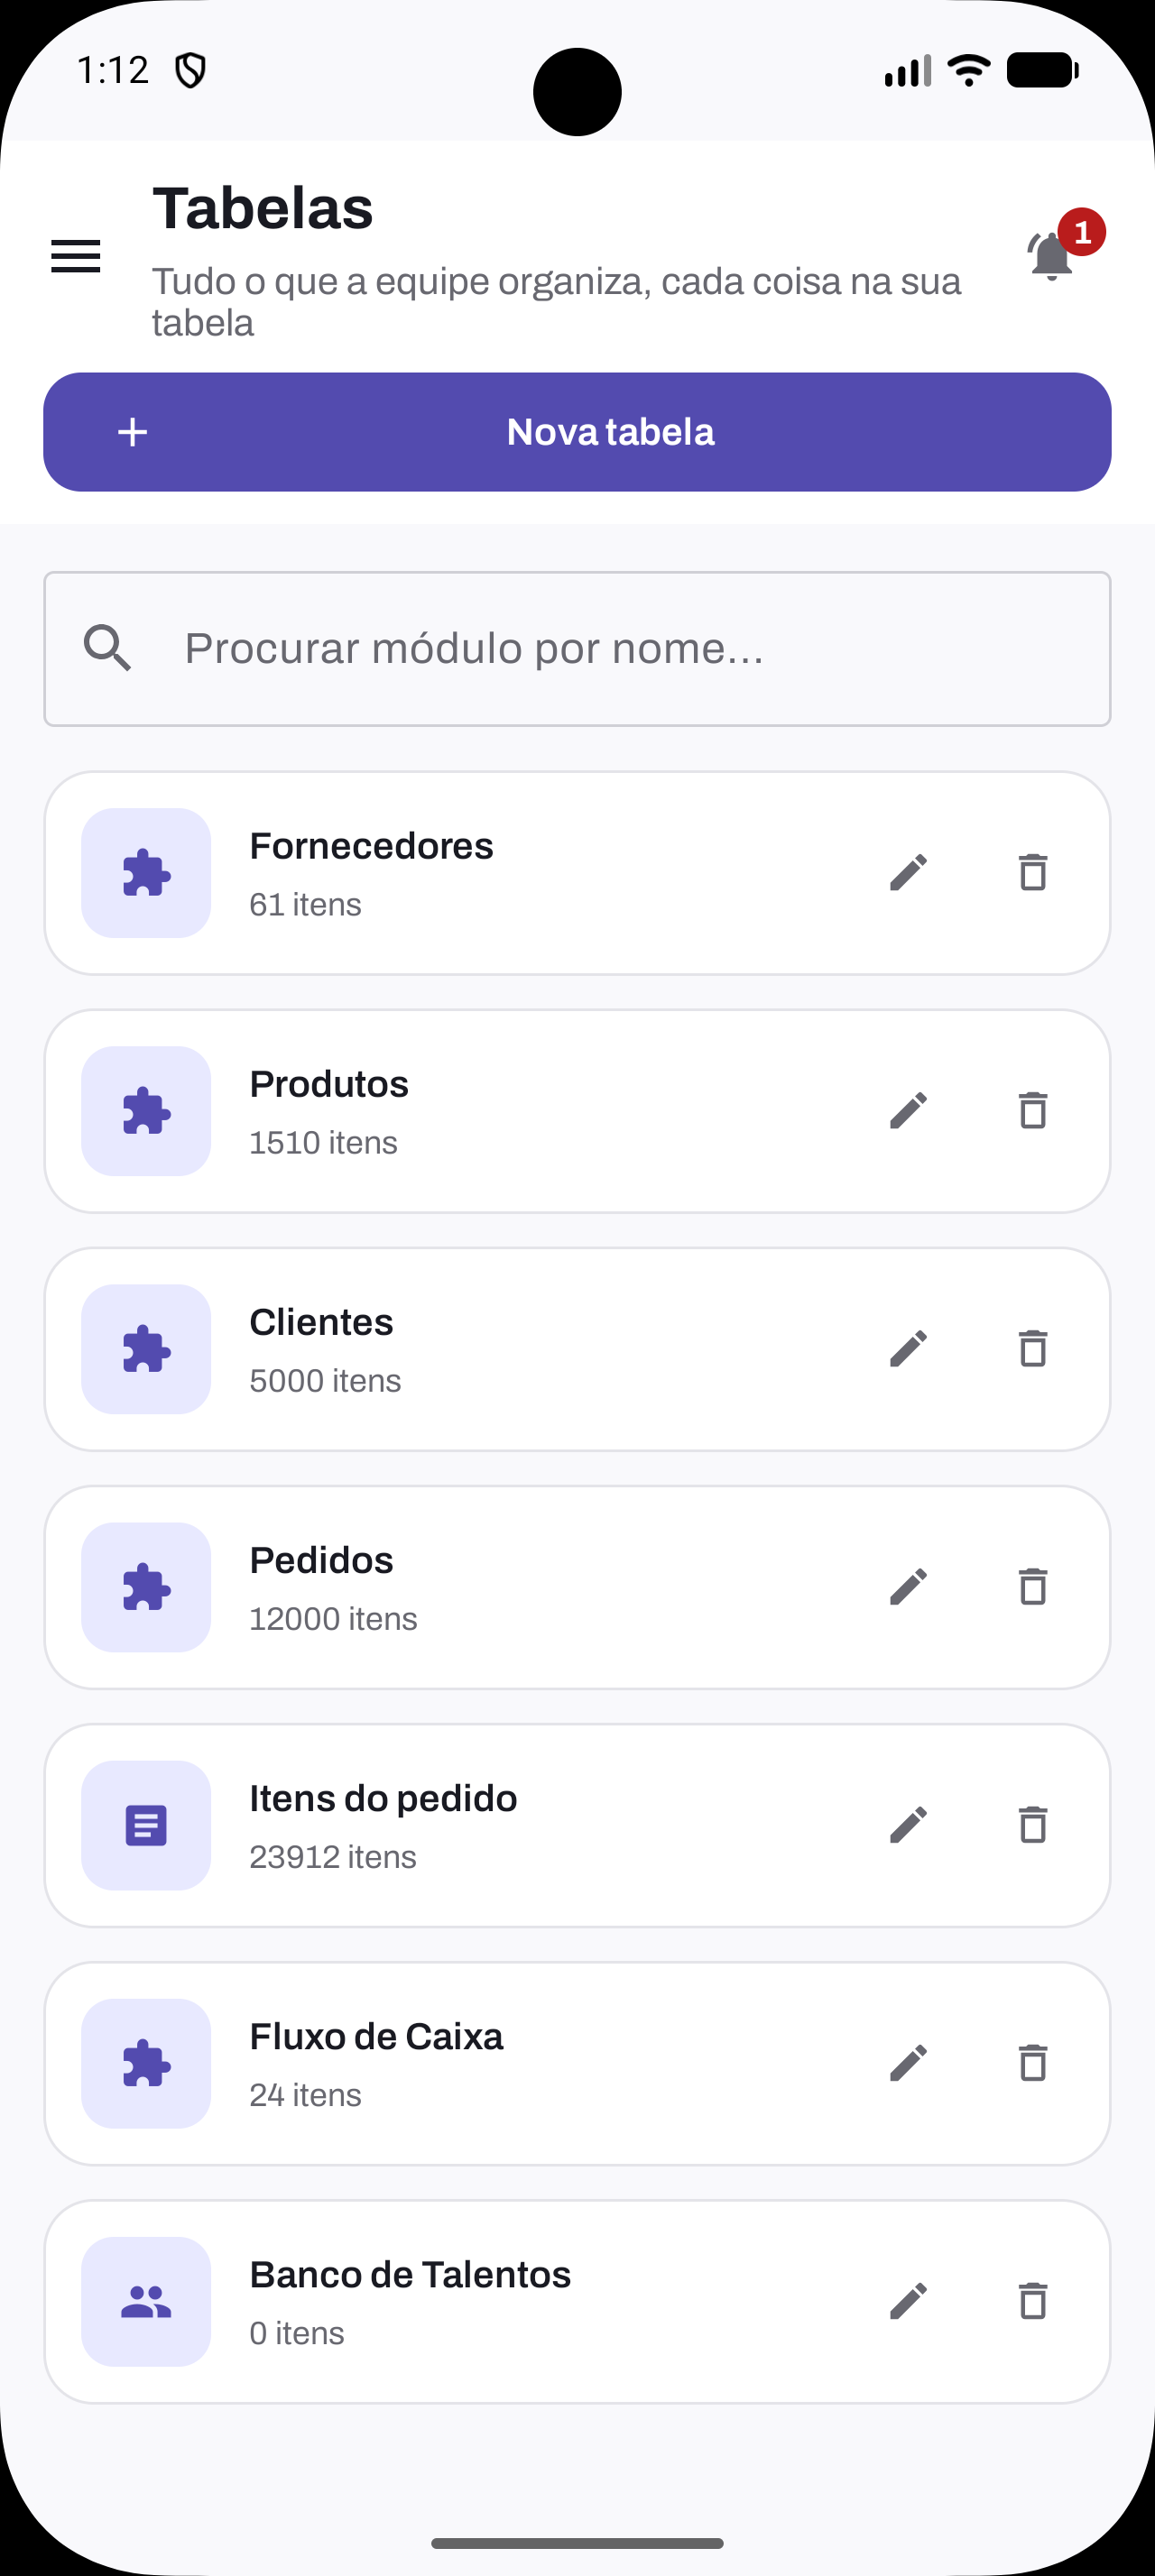 1:12
Tabelas
1
Tudo o que a equipe organiza, cada coisa na sua
tabela
Nova tabela
Procurar módulo por nome...
Fornecedores
61 itens
Produtos
1510 itens
Clientes
5000 itens
Pedidos
12000 itens
Itens do pedido
23912 itens
Fluxo de Caixa
24 itens
Banco de Talentos
0 itens